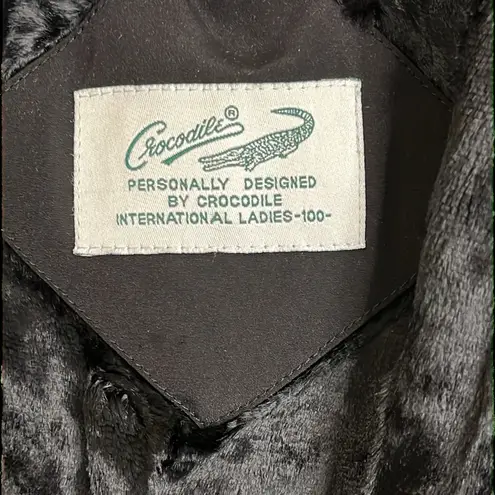 Crocodile®
PERSONALLY DESIGNED
BY CROCODILE
INTERNATIONAL LADIES-100-